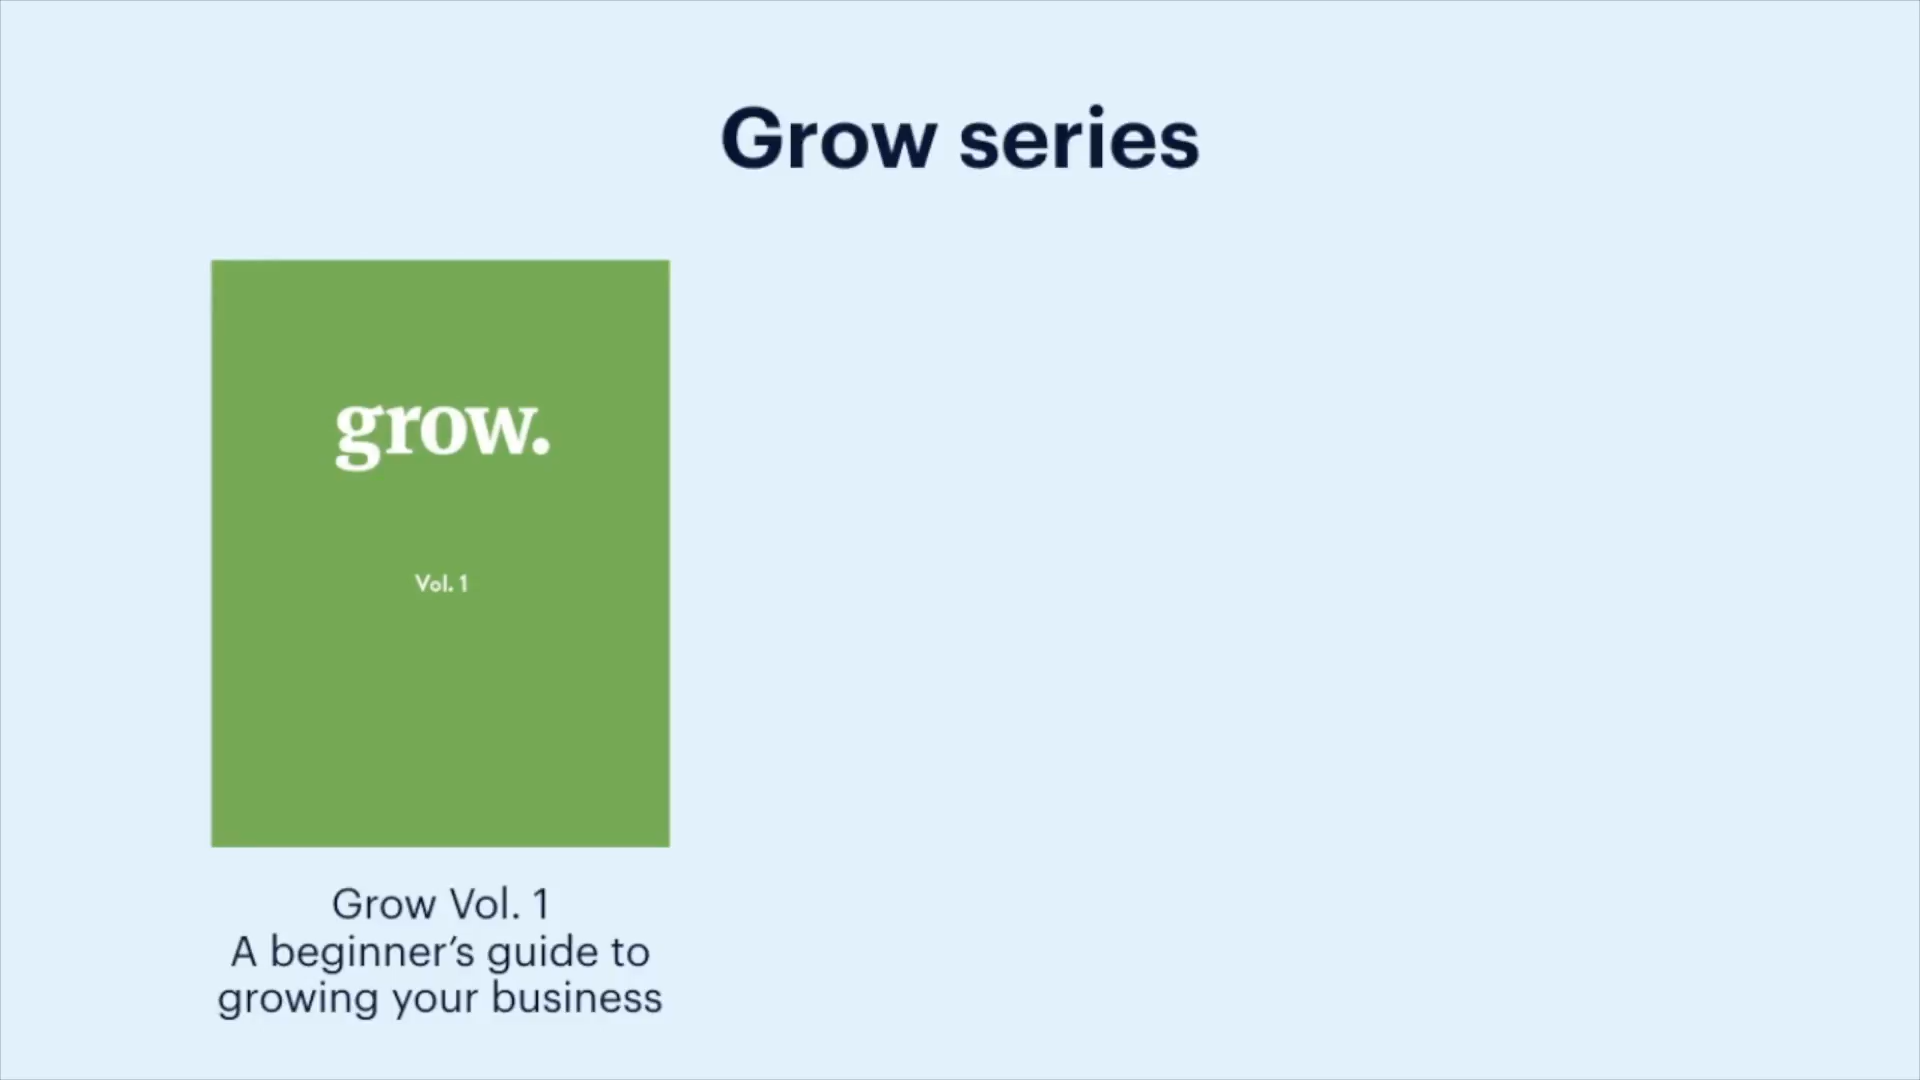 Grow series
grow.
Vol. 1
Grow Vol. 1
A beginner’s guide to
growing your business